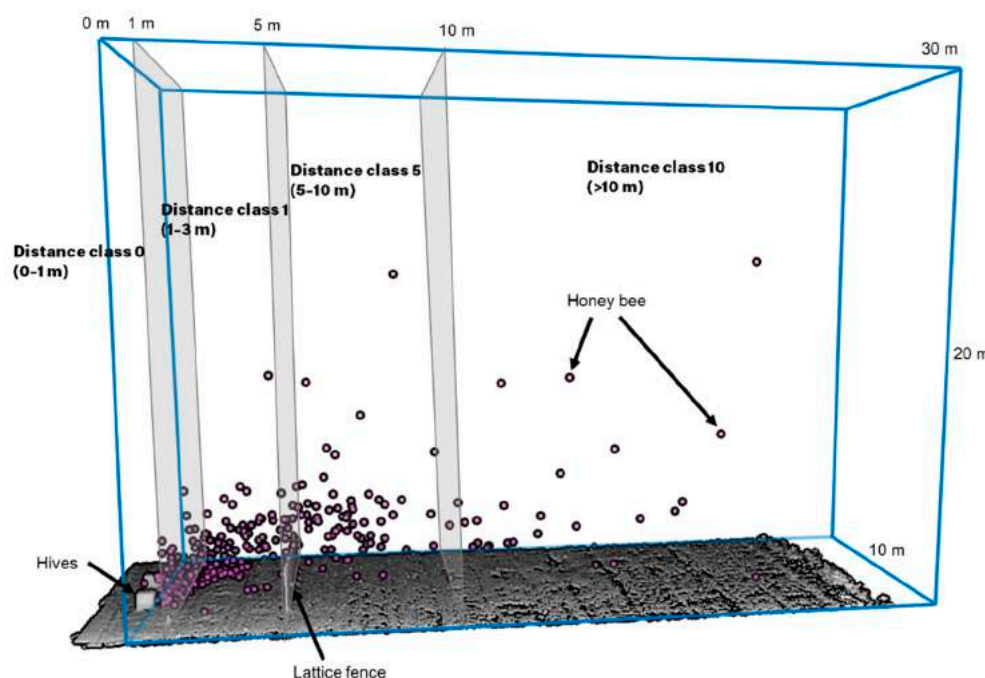 0 m
1 m
5 m
10 m
30 m
Distance class 5
(5–10 m)
Distance class 10
(>10 m)
Distance class 1
(1–3 m)
Distance class 0
(0–1 m)
Honey bee
20 m
10 m
Hives
Lattice fence